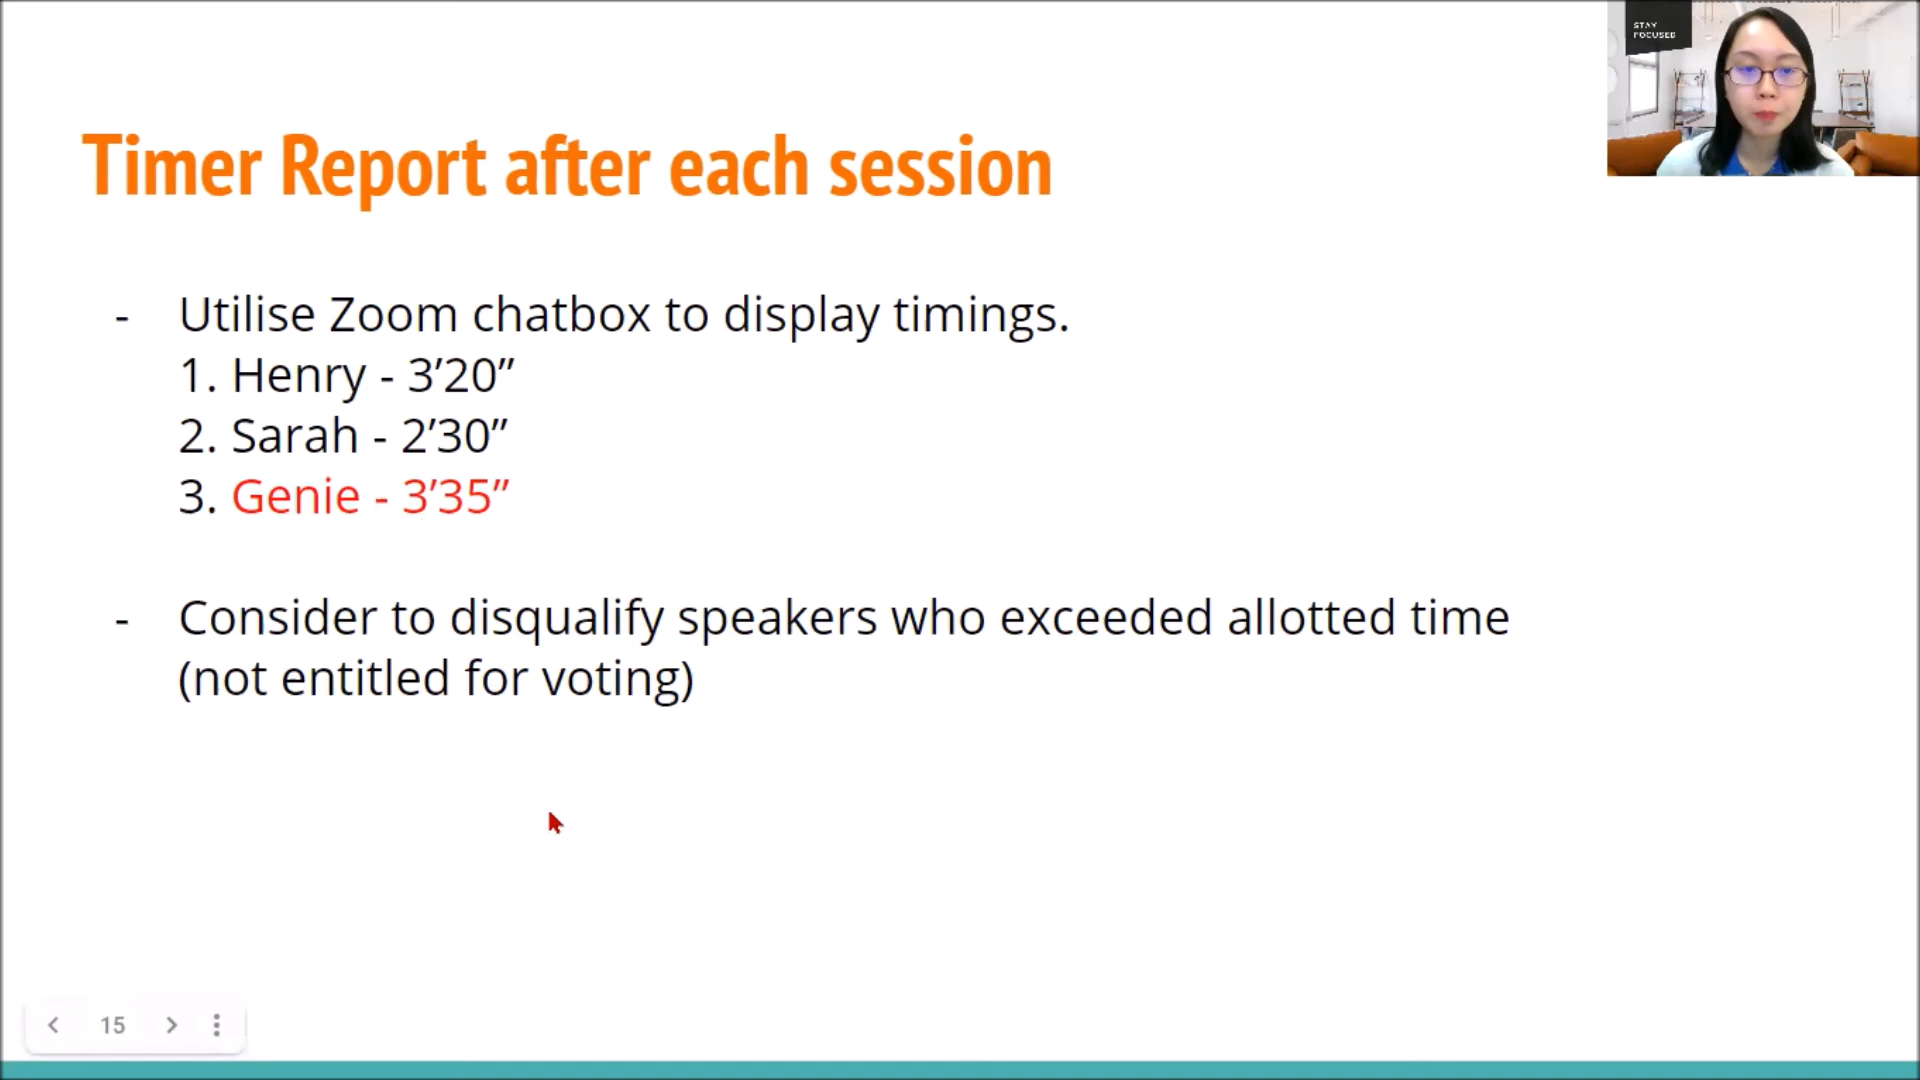 STAY
FOCUSED
Timer Report after each session
- Utilise Zoom chatbox to display timings.
1. Henry - 3’20”
2. Sarah - 2’30”
3. Genie - 3’35”
- Consider to disqualify speakers who exceeded allotted time
(not entitled for voting)
15